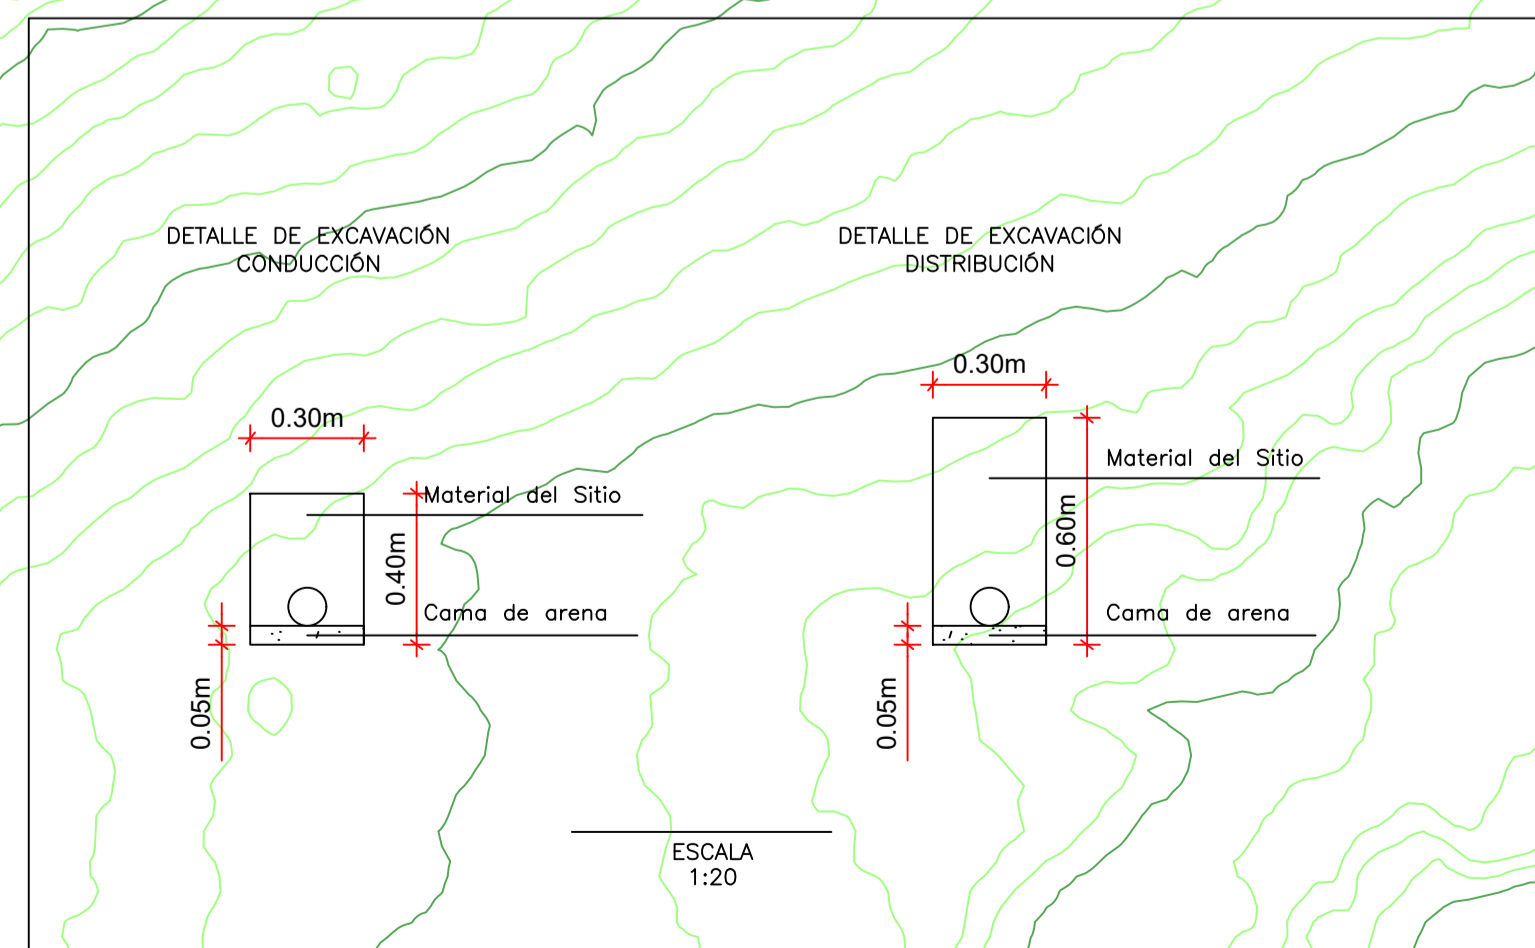 DETALLE DE EXCAVACIÓN
CONDUCCIÓN
0.30m
Material del Sitio
0.40m
Cama de arena
0.05m
DETALLE DE EXCAVACIÓN
DISTRIBUCIÓN
0.30m
Material del Sitio
0.60m
Cama de arena
0.05m
ESCALA
1:20